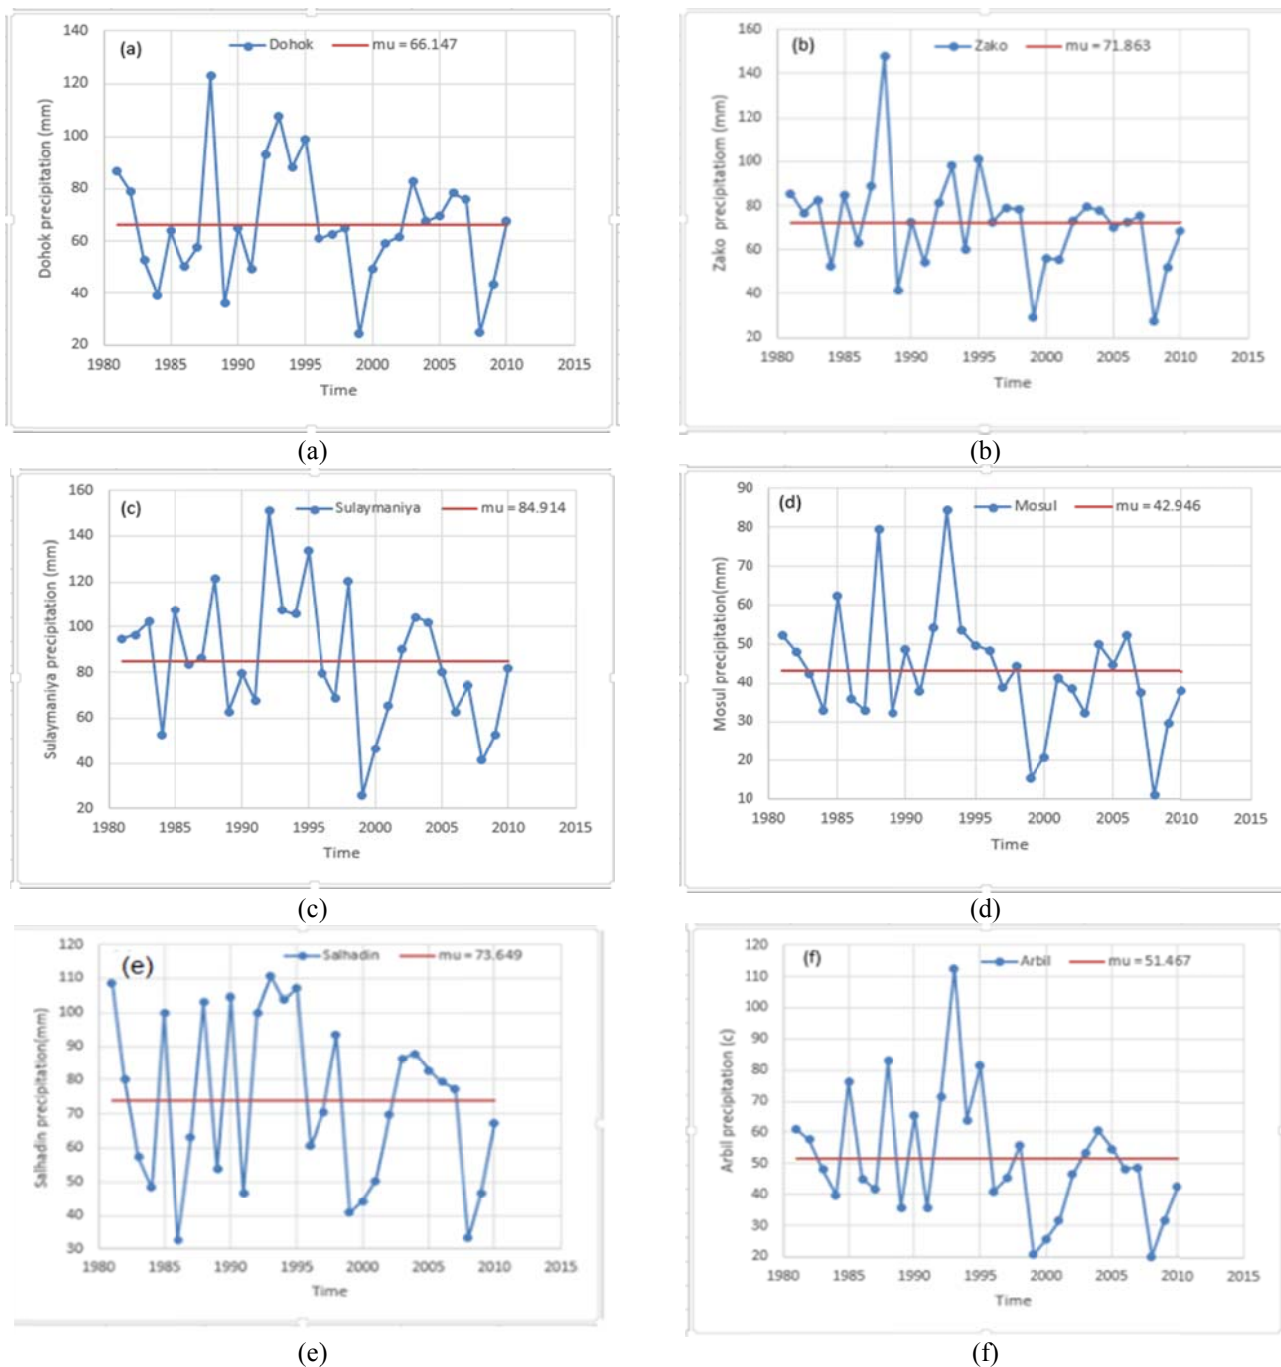 (a)
Dohok
mu = 66.147
140
120
100
80
60
40
20
Dohok precipitation (mm)
1980 1985 1990 1995 2000 2005 2010 2015
Time
(a)
(b)
Zako
mu = 71.863
160
140
120
100
80
60
40
20
Zako precipitatiom (mm)
1980 1985 1990 1995 2000 2005 2010 2015
Time
(b)
(c)
Sulaymaniya
mu = 84.914
160
140
120
100
80
60
40
20
Sulaymaniya precipitation (mm)
1980 1985 1990 1995 2000 2005 2010 2015
Time
(c)
(d)
Mosul
mu = 42.946
90
80
70
60
50
40
30
20
10
Mosul precipitation(mm)
1980 1985 1990 1995 2000 2005 2010 2015
Time
(d)
(e)
Salhadin
mu = 73.649
120
110
100
90
80
70
60
50
40
30
Salhadin precipitation(mm)
1980 1985 1990 1995 2000 2005 2010 2015
Time
(e)
(f)
Arbil
mu = 51.467
120
110
100
90
80
70
60
50
40
30
20
Arbil precipitation (c)
1980 1985 1990 1995 2000 2005 2010 2015
Time
(f)